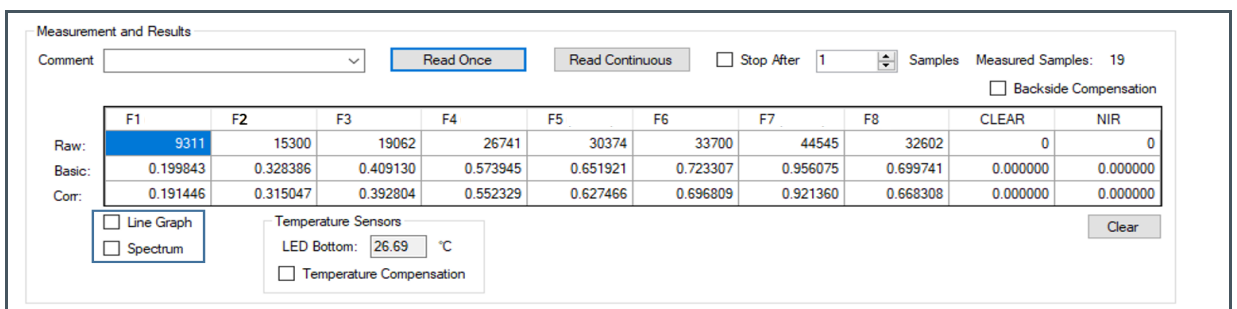 Measurement and Results
Comment Read Once Read Continuous Stop After 1 Samples Measured Samples: 19
Backside Compensation
F1 F2 F3 F4 F5 F6 F7 F8 CLEAR NIR
Raw: 9311 15300 19062 26741 30374 33700 44545 32602 0 0
Basic: 0.199843 0.328386 0.409130 0.573945 0.651921 0.723307 0.956075 0.699741 0.000000 0.000000
Corr: 0.191446 0.315047 0.392804 0.552329 0.627466 0.696809 0.921360 0.668308 0.000000 0.000000
Line Graph Temperature Sensors Clear
Spectrum LED Bottom: 26.69 °C
Temperature Compensation